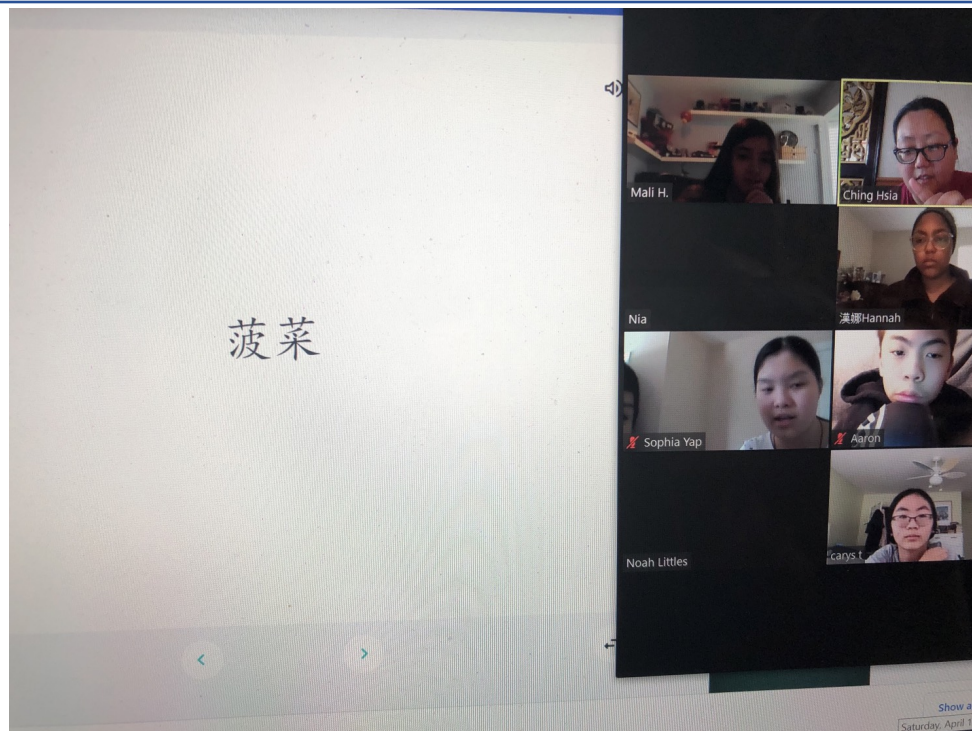 菠菜
Mali H.
Ching Hsia
Nia
漢娜Hannah
Sophia Yap
Aaron
Noah Littles
carys t
Show a
Saturday, April 1